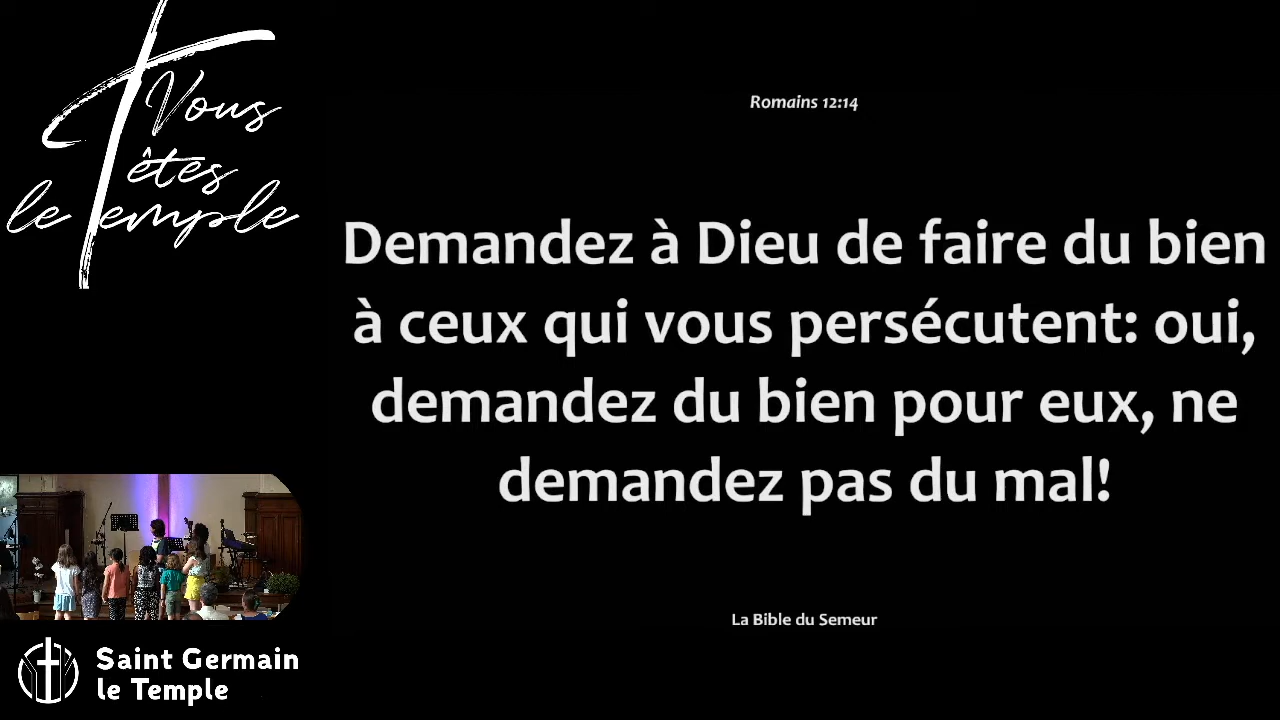 Vous
êtes
le temple
Romains 12:14
Demandez à Dieu de faire du bien
à ceux qui vous persécutent: oui,
demandez du bien pour eux, ne
demandez pas du mal!
La Bible du Semeur
Saint Germain
le Temple